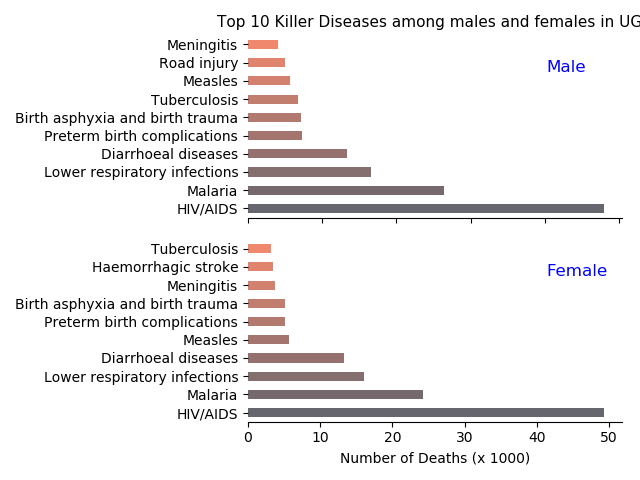 Top 10 Killer Diseases among males and females in UG
Meningitis
Road injury
Male
Measles
Tuberculosis
Birth asphyxia and birth trauma
Preterm birth complications
Diarrhoeal diseases
Lower respiratory infections
Malaria
HIV/AIDS
Tuberculosis
Haemorrhagic stroke
Female
Meningitis
Birth asphyxia and birth trauma
Preterm birth complications
Measles
Diarrhoeal diseases
Lower respiratory infections
Malaria
HIV/AIDS
0 10 20 30 40 50
Number of Deaths (x 1000)